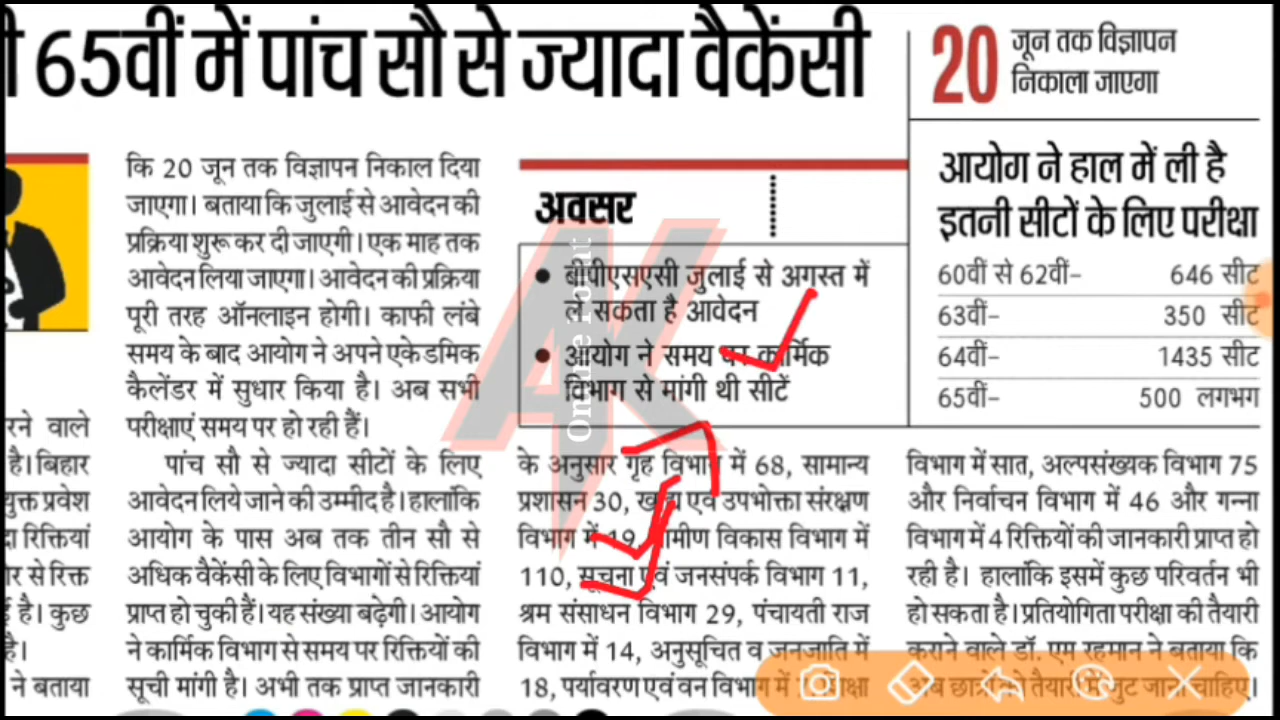 65वीं में पांच सौ से ज्यादा वैकेंसी
20
जून तक विज्ञापन
निकाला जाएगा
आयोग ने हाल में ली है
इतनी सीटों के लिए परीक्षा
60वीं से 62वीं- 646 सीट
63वीं- 350 सीट
64वीं- 1435 सीट
65वीं- 500 लगभग
रने वाले
है। बिहार
युक्त प्रवेश
दा रिक्तियां
र से रिक्त
है। कुछ
है।
ने बताया
कि 20 जून तक विज्ञापन निकाल दिया
जाएगा। बताया कि जुलाई से आवेदन की
प्रक्रिया शुरू कर दी जाएगी। एक माह तक
आवेदन लिया जाएगा। आवेदन की प्रक्रिया
पूरी तरह ऑनलाइन होगी। काफी लंबे
समय के बाद आयोग ने अपने एकेडमिक
कैलेंडर में सुधार किया है। अब सभी
परीक्षाएं समय पर हो रही हैं।
पांच सौ से ज्यादा सीटों के लिए
आवेदन लिये जाने की उम्मीद है। हालांकि
आयोग के पास अब तक तीन सौ से
अधिक वैकेंसी के लिए विभागों से रिक्तियां
प्राप्त हो चुकी हैं। यह संख्या बढ़ेगी। आयोग
ने कार्मिक विभाग से समय पर रिक्तियों की
सूची मांगी है। अभी तक प्राप्त जानकारी
अवसर
● बीपीएसएसी जुलाई से अगस्त में
ले सकता है आवेदन
● आयोग ने समय पर कार्मिक
विभाग से मांगी थी सीटें
AK
Online Point
के अनुसार गृह विभाग में 68, सामान्य
प्रशासन 30, खाद्य एवं उपभोक्ता संरक्षण
विभाग में 19, ग्रामीण विकास विभाग में
110, सूचना एवं जनसंपर्क विभाग 11,
श्रम संसाधन विभाग 29, पंचायती राज
विभाग में 14, अनुसूचित व जनजाति में
18, पर्यावरण एवं वन विभाग में
विभाग में सात, अल्पसंख्यक विभाग 75
और निर्वाचन विभाग में 46 और गन्ना
विभाग में 4 रिक्तियों की जानकारी प्राप्त हो
रही है। हालांकि इसमें कुछ परिवर्तन भी
हो सकता है। प्रतियोगिता परीक्षा की तैयारी
कराने वाले डॉ. एम रहमान ने बताया कि
अब छात्रों को तैयारी में जुट जाना चाहिए।